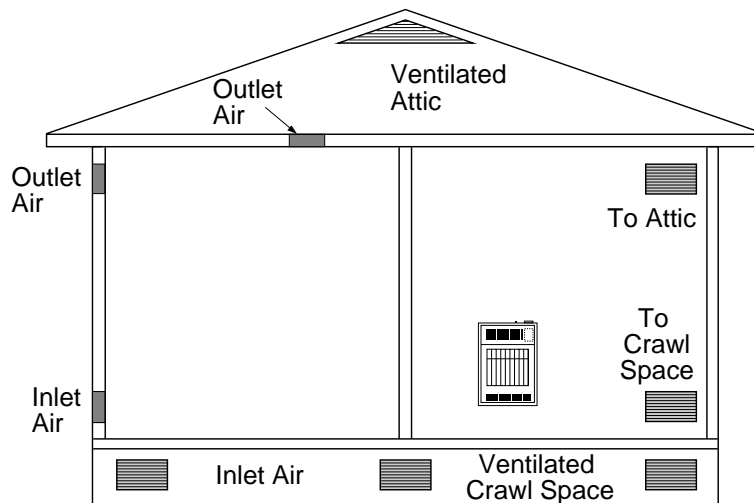 Ventilated
Attic
Outlet
Air
Outlet
Air
To Attic
To
Crawl
Space
Inlet
Air
Inlet Air
Ventilated
Crawl Space